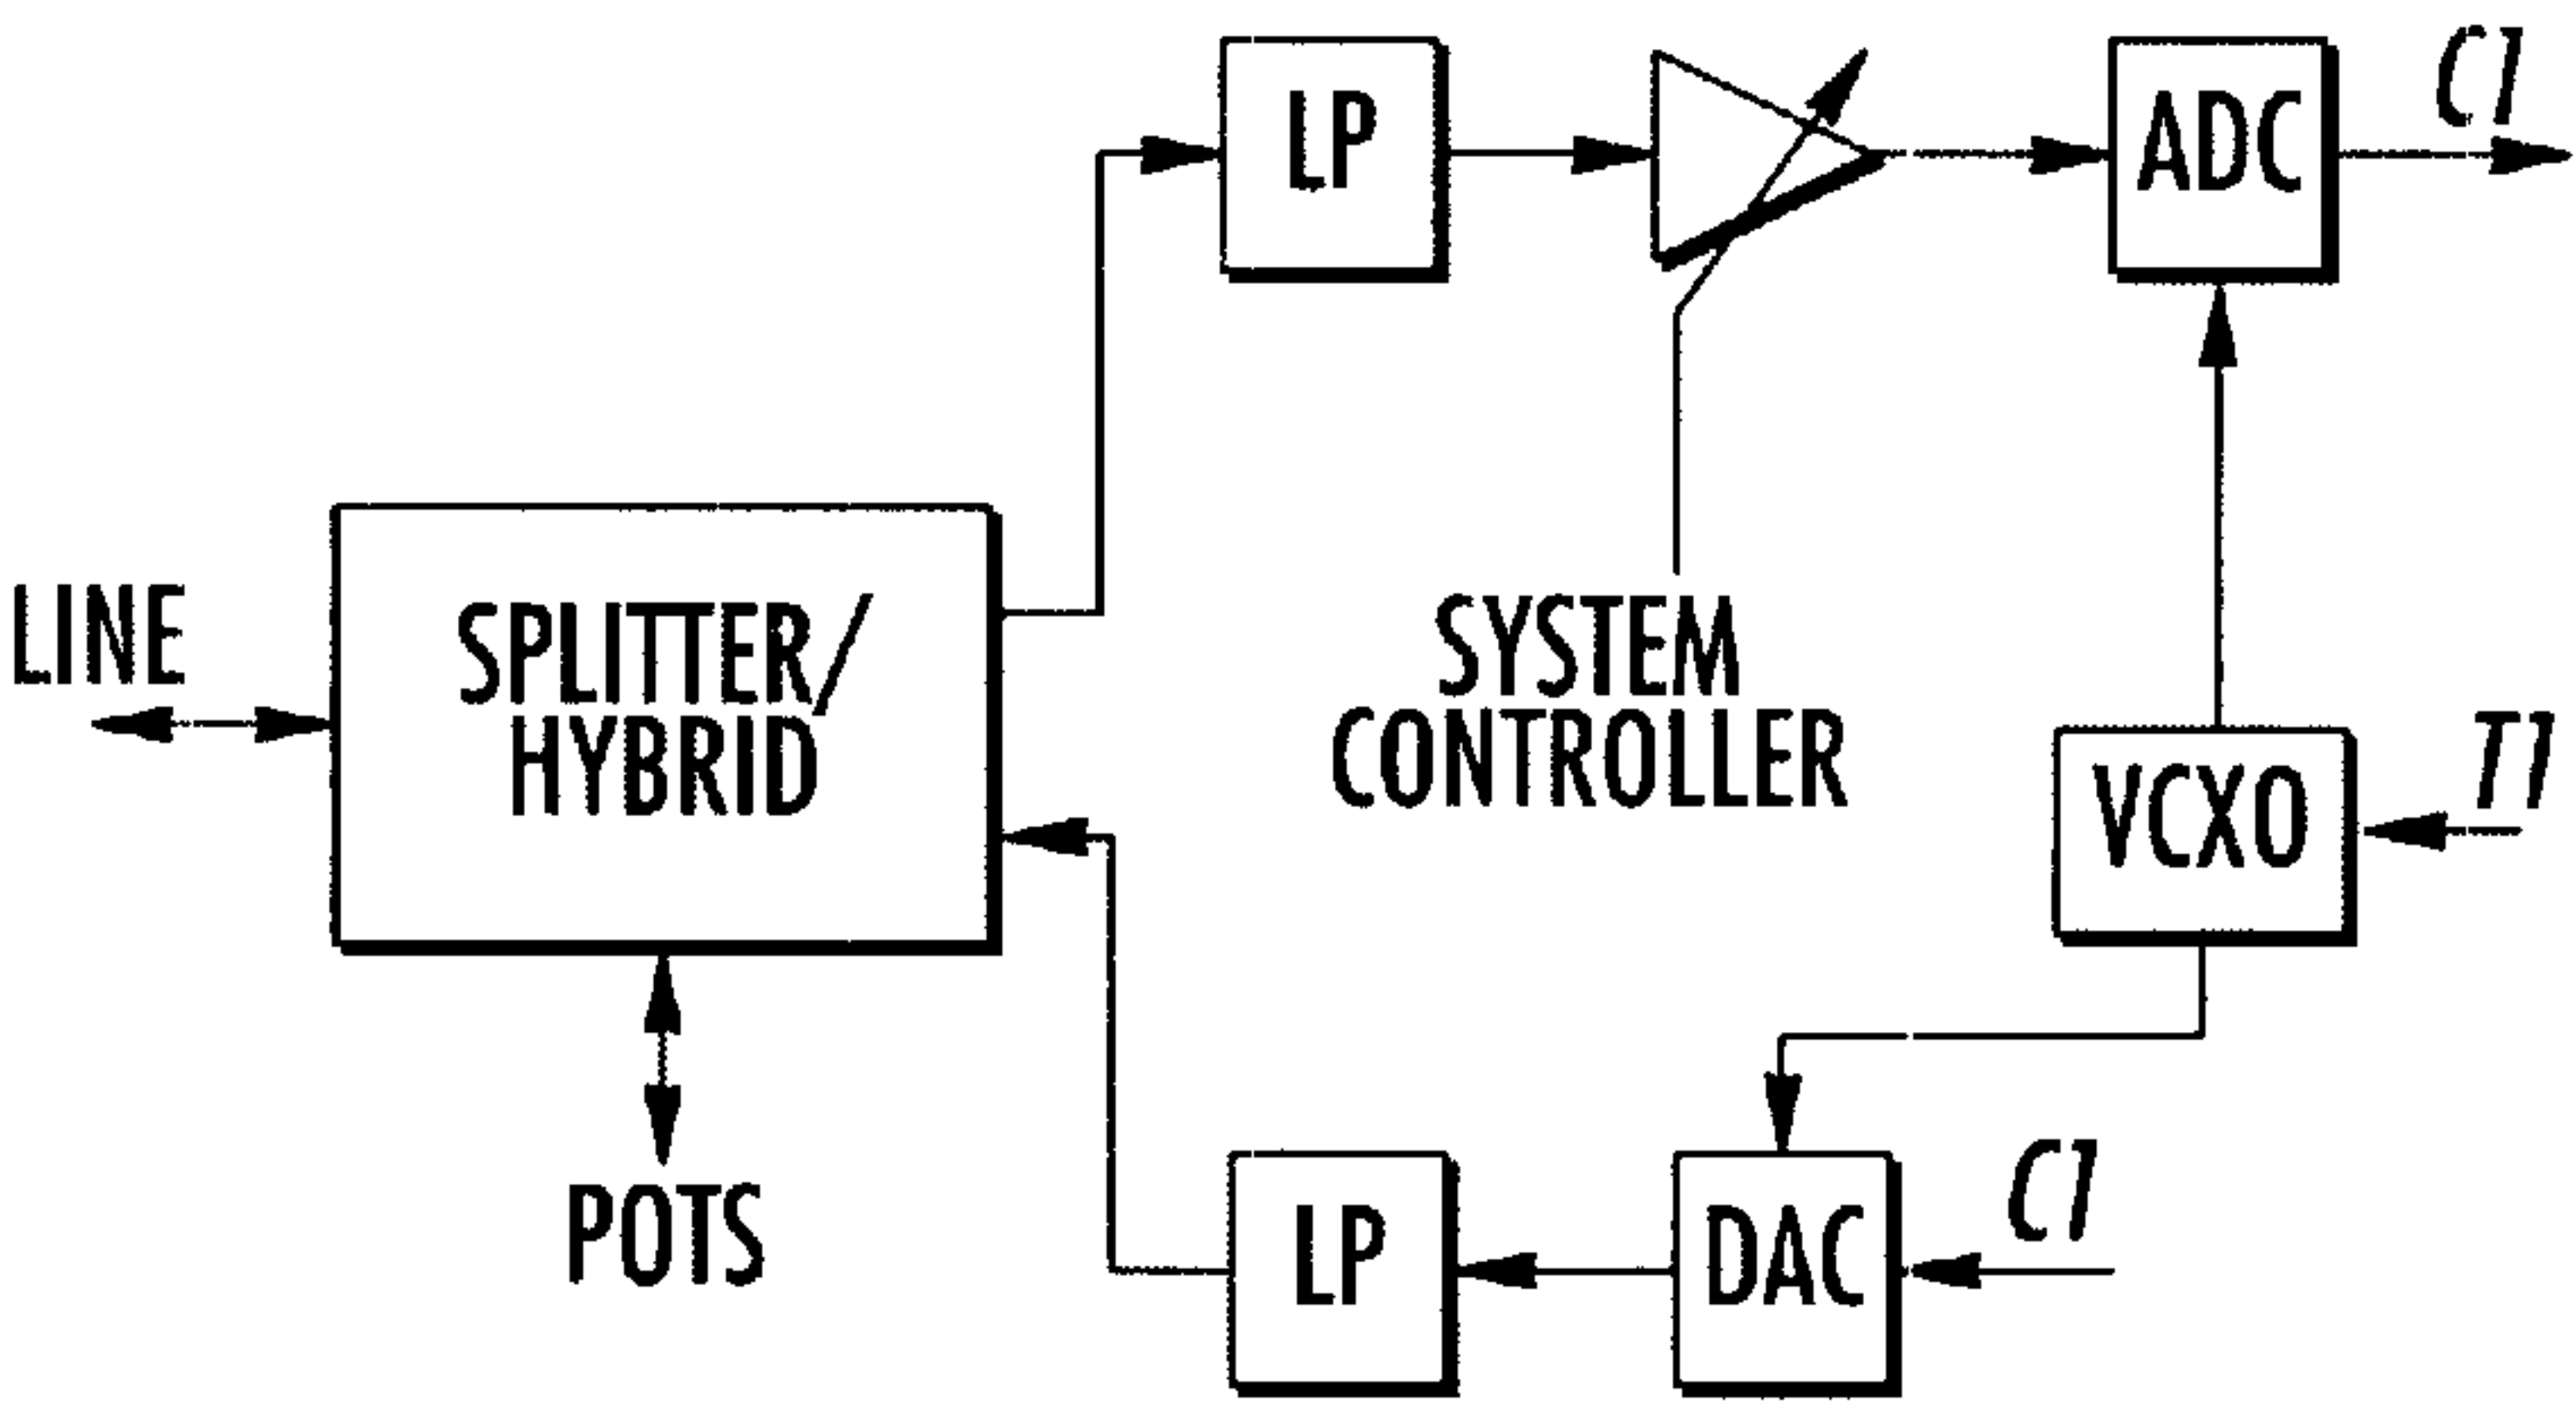 LP
ADC
C1
LINE
SPLITTER/
HYBRID
SYSTEM
CONTROLLER
VCXO
T1
POTS
LP
DAC
C1